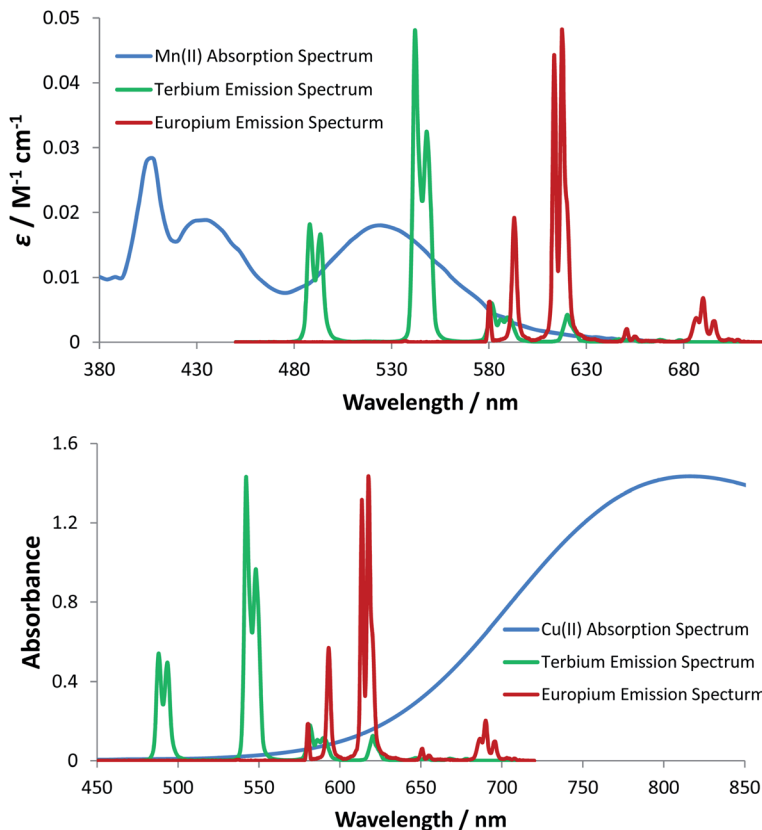 0.05
0.04
0.03
0.02
0.01
0
ε / M⁻¹ cm⁻¹
Mn(II) Absorption Spectrum
Terbium Emission Spectrum
Europium Emission Specturm
380 430 480 530 580 630 680
Wavelength / nm
1.6
1.2
0.8
0.4
0
Absorbance
Cu(II) Absorption Spectrum
Terbium Emission Spectrum
Europium Emission Specturm
450 500 550 600 650 700 750 800 850
Wavelength / nm